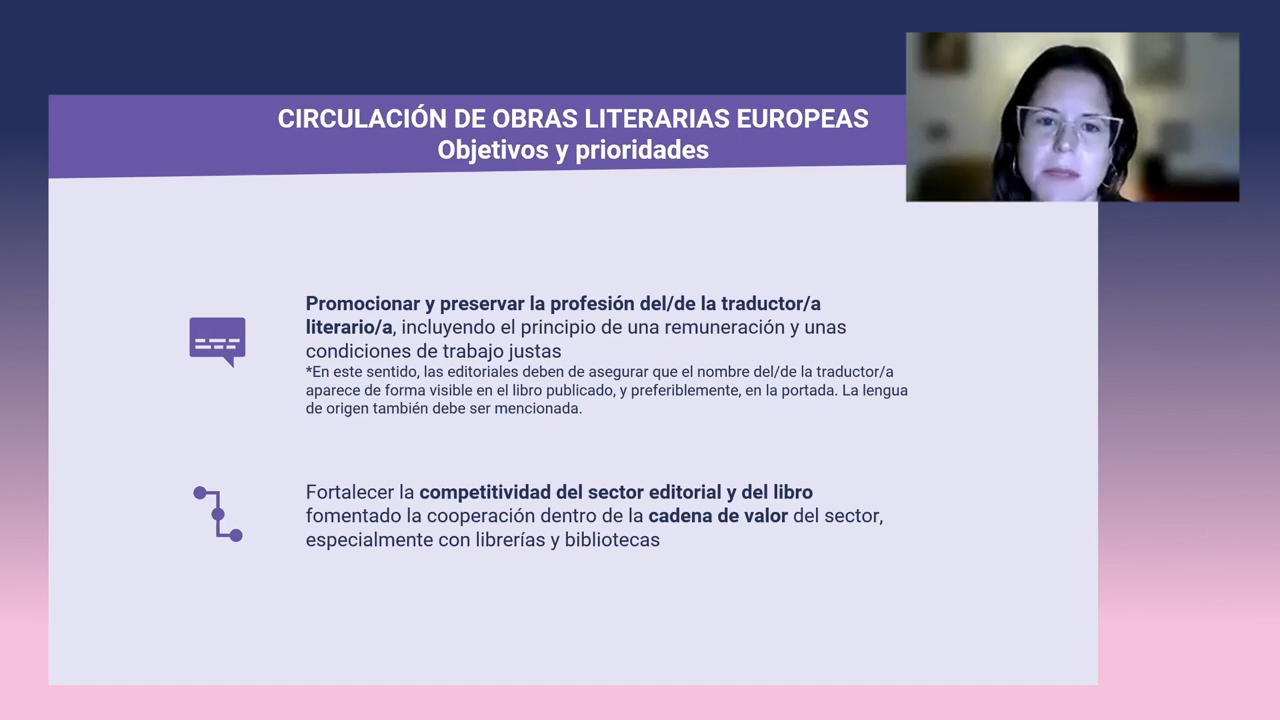 CIRCULACIÓN DE OBRAS LITERARIAS EUROPEAS
Objetivos y prioridades
Promocionar y preservar la profesión del/de la traductor/a
literario/a, incluyendo el principio de una remuneración y unas
condiciones de trabajo justas
*En este sentido, las editoriales deben de asegurar que el nombre del/de la traductor/a
aparece de forma visible en el libro publicado, y preferiblemente, en la portada. La lengua
de origen también debe ser mencionada.
Fortalecer la competitividad del sector editorial y del libro
fomentado la cooperación dentro de la cadena de valor del sector,
especialmente con librerías y bibliotecas